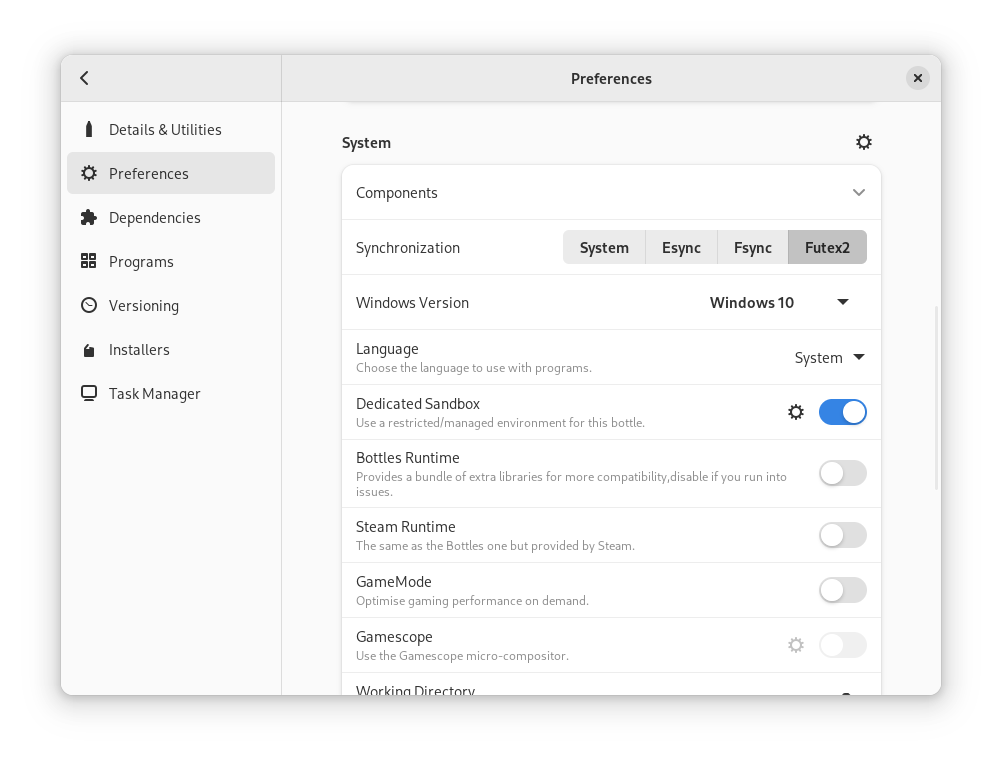 Preferences
Details & Utilities
Preferences
Dependencies
Programs
Versioning
Installers
Task Manager
System
Components
Synchronization
System Esync Fsync Futex2
Windows Version
Windows 10
Language
Choose the language to use with programs.
System
Dedicated Sandbox
Use a restricted/managed environment for this bottle.
Bottles Runtime
Provides a bundle of extra libraries for more compatibility,disable if you run into
issues.
Steam Runtime
The same as the Bottles one but provided by Steam.
GameMode
Optimise gaming performance on demand.
Gamescope
Use the Gamescope micro-compositor.
Working Directory